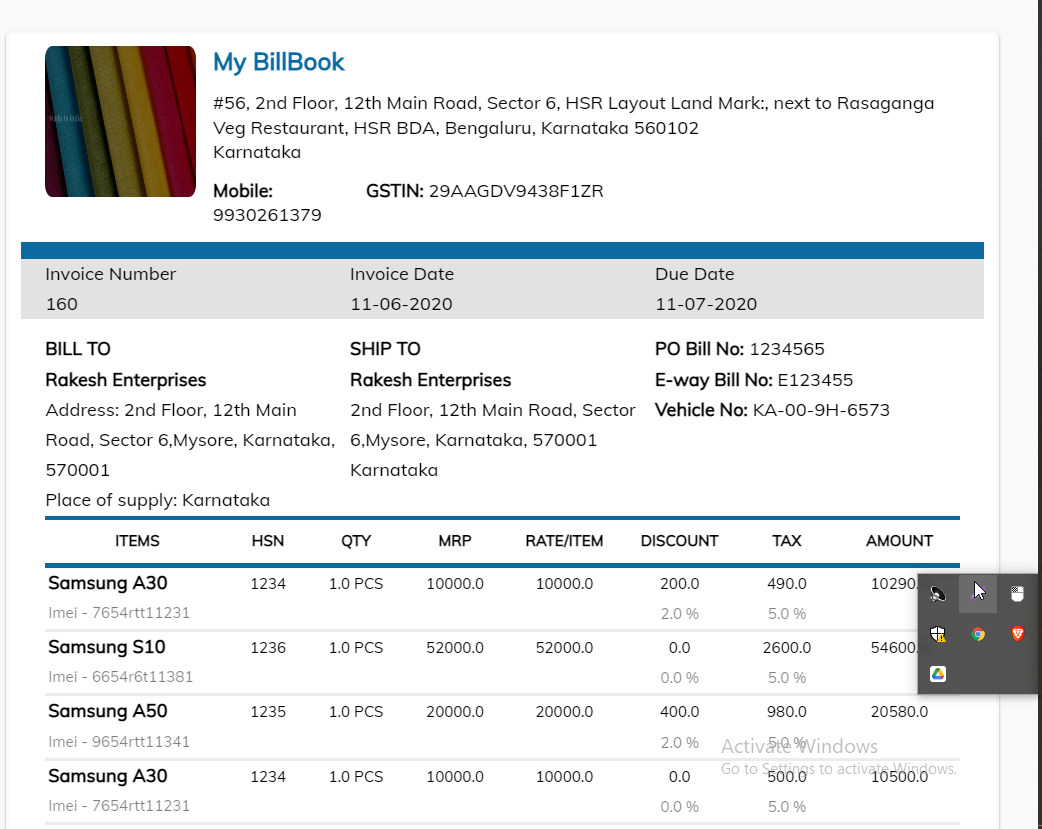 My BillBook
#56, 2nd Floor, 12th Main Road, Sector 6, HSR Layout Land Mark:, next to Rasaganga
Veg Restaurant, HSR BDA, Bengaluru, Karnataka 560102
Karnataka
Made In India
Mobile: GSTIN: 29AAGDV9438F1ZR
9930261379
Invoice Number Invoice Date Due Date
160 11-06-2020 11-07-2020
BILL TO SHIP TO PO Bill No: 1234565
Rakesh Enterprises Rakesh Enterprises E-way Bill No: E123455
Address: 2nd Floor, 12th Main 2nd Floor, 12th Main Road, Sector Vehicle No: KA-00-9H-6573
Road, Sector 6,Mysore, Karnataka, 6,Mysore, Karnataka, 570001
570001 Karnataka
Place of supply: Karnataka
ITEMS HSN QTY MRP RATE/ITEM DISCOUNT TAX AMOUNT
Samsung A30 1234 1.0 PCS 10000.0 10000.0 200.0 490.0 10290.
Imei - 7654rtt11231 2.0 % 5.0 %
Samsung S10 1236 1.0 PCS 52000.0 52000.0 0.0 2600.0 54600.
Imei - 6654r6t11381 0.0 % 5.0 %
Samsung A50 1235 1.0 PCS 20000.0 20000.0 400.0 980.0 20580.0
Imei - 9654rtt11341 2.0 % 5.0 %
Activate Windows
Go to Settings to activate Windows.
Samsung A30 1234 1.0 PCS 10000.0 10000.0 0.0 500.0 10500.0
Imei - 7654rtt11231 0.0 % 5.0 %